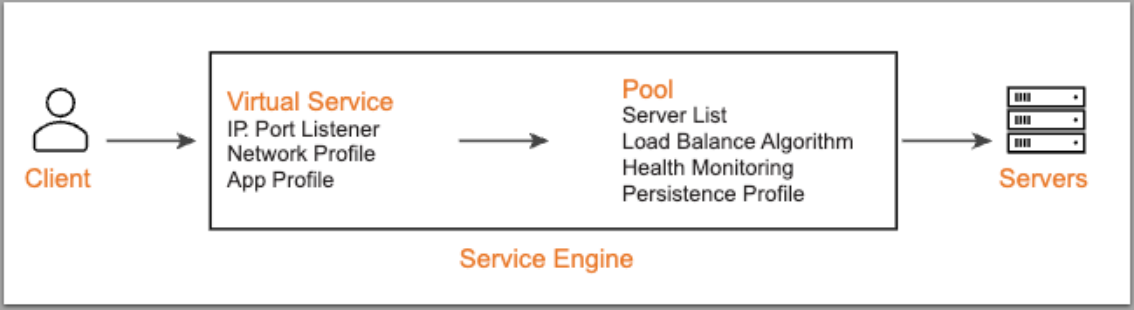 Client
Virtual Service
IP. Port Listener
Network Profile
App Profile
Pool
Server List
Load Balance Algorithm
Health Monitoring
Persistence Profile
Servers
Service Engine